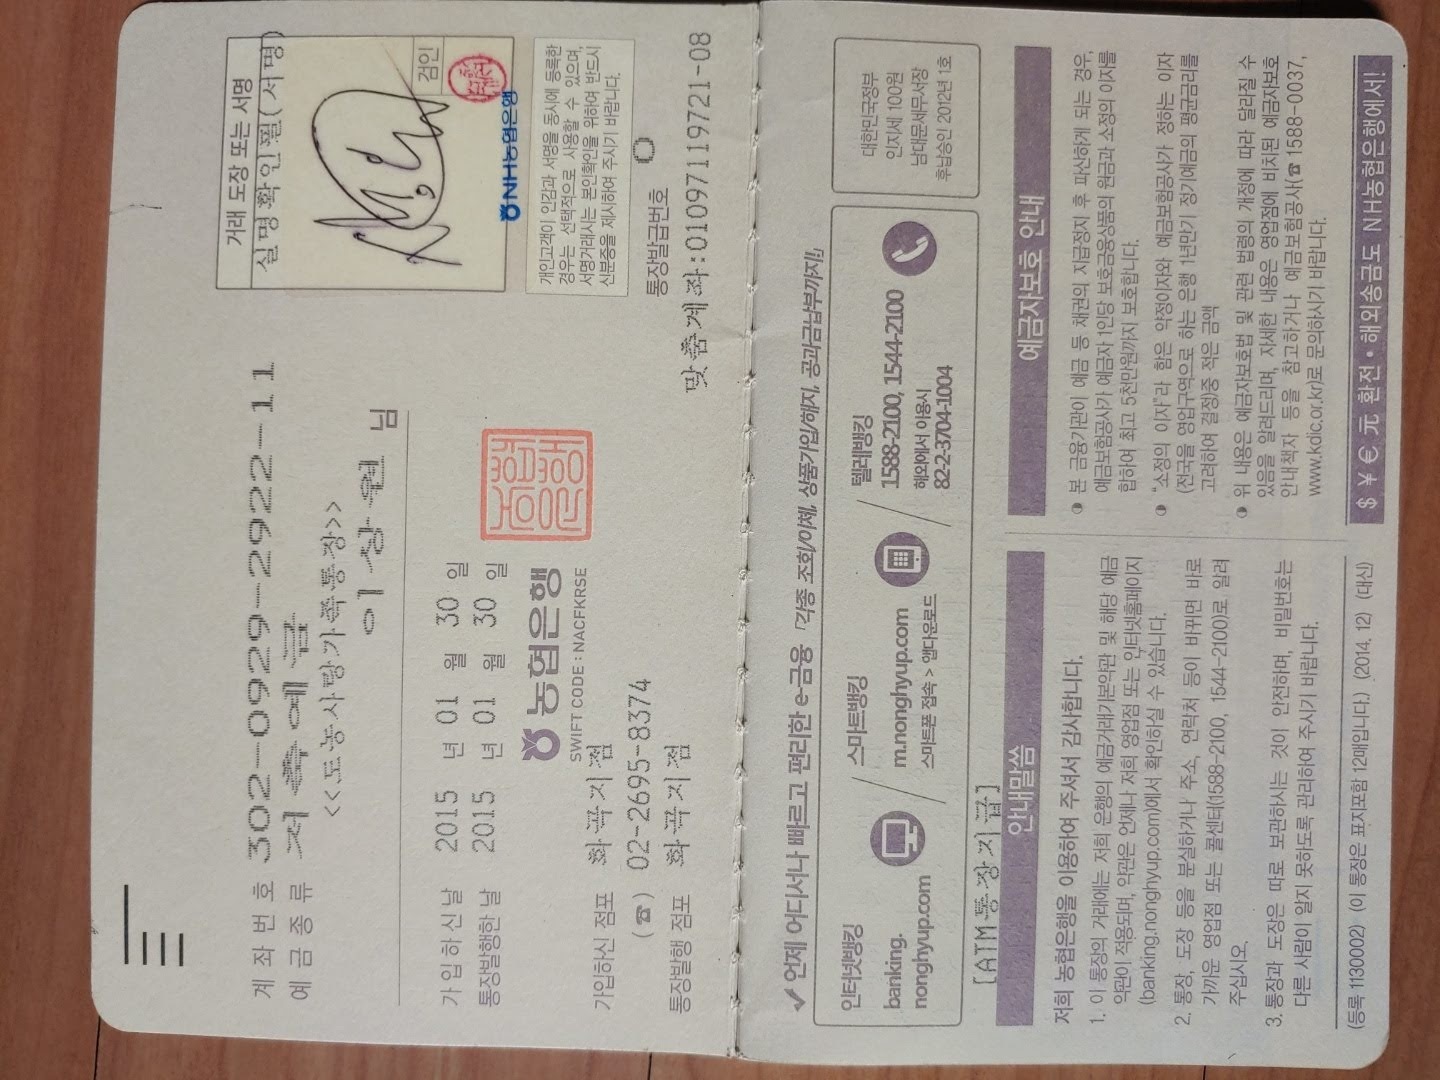 계 좌 번 호 302-0929-2922-11
예 금 종 류 저 축 예 금
<<도농사랑가족통장>>
이 상 원 님
가 입 하 신 날 2015 년 01 월 30 일
통장발행한 날 2015 년 01 월 30 일
농협은행
SWIFT CODE : NACFKRSE
가입하신 점포 화 곡 지 점
(☎) 02-2695-8374
통장발행 점포 화 곡 지 점
거래 도장 또는 서명
실 명 확 인 필 ( 서 명 )
검인
NH농협은행
개인고객이 인감과 서명을 동시에 등록한
경우는 선택적으로 사용할 수 있으며,
서명거래시는 본인확인을 위하여 반드시
신분증을 제시하여 주시기 바랍니다.
통장발급번호 0
맞춤계좌:01097119721-08
✓ 언제 어디서나 빠르고 편리한 e-금융 「각종 조회/이체, 상품가입/해지, 공과금납부까지!」
인터넷뱅킹
banking.
nonghyup.com
스마트뱅킹
m.nonghyup.com
스마트폰 접속 > 앱다운로드
텔레뱅킹
1588-2100, 1544-2100
해외에서 이용시
82-2-3704-1004
대한민국정부
인지세 100원
남대문세무서장
후납승인 2012년 1호
[ATM통장지급]
안내말씀
저희 농협은행을 이용하여 주셔서 감사합니다.
1. 이 통장의 거래에는 저희 은행의 예금거래기본약관 및 해당 예금
약관이 적용되며, 약관은 언제나 저희 영업점 또는 인터넷홈페이지
(banking.nonghyup.com)에서 확인하실 수 있습니다.
2. 통장, 도장 등을 분실하거나 주소, 연락처 등이 바뀌면 바로
가까운 영업점 또는 콜센터(1588-2100, 1544-2100)로 알려
주십시오.
3. 통장과 도장은 따로 보관하시는 것이 안전하며, 비밀번호는
다른 사람이 알지 못하도록 관리하여 주시기 바랍니다.
(등록 1130002) (이 통장은 표지포함 12매입니다.) (2014. 12) (대신)
예금자보호 안내
◑ 본 금융기관이 예금 등 채권의 지급정지 후 파산하게 되는 경우,
예금보험공사가 예금자 1인당 보호금융상품의 원금과 소정의 이자를
합하여 최고 5천만원까지 보호합니다.
◑ "소정의 이자"라 함은 약정이자와 예금보험공사가 정하는 이자
(전국을 영업구역으로 하는 은행 1년만기 정기예금의 평균금리를
고려하여 결정)중 적은 금액
◑ 위 내용은 예금자보호법 및 관련 법령의 개정에 따라 달라질 수
있음을 알려드리며, 자세한 내용은 영업점에 비치된 예금자보호
안내책자 등을 참고하거나 예금보험공사(☎ 1588-0037,
www.kdic.or.kr)로 문의하시기 바랍니다.
$ ¥ € 元 환전 · 해외송금도 NH농협은행에서!